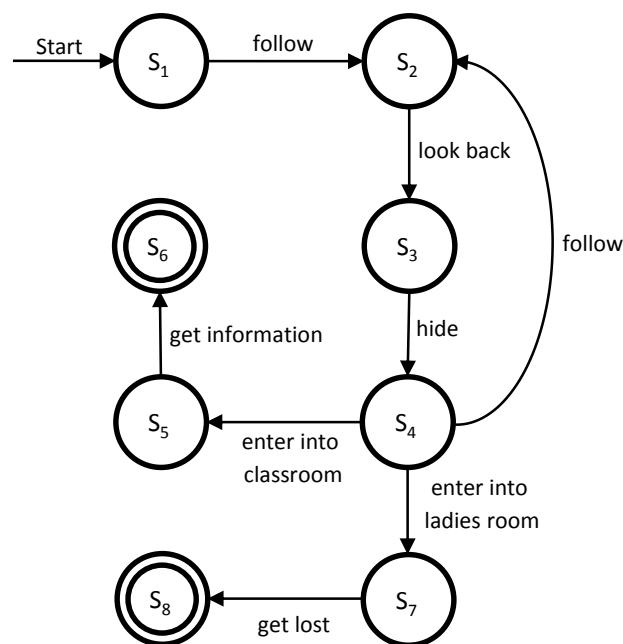 Start
S₁
follow
S₂
look back
S₆
S₃
follow
get information
hide
S₅
S₄
enter into
classroom
enter into
ladies room
S₈
S₇
get lost